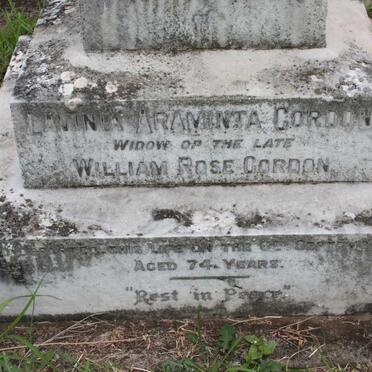 LAVINIA ARAMINTA GORDON
WIDOW OF THE LATE
WILLIAM ROSE GORDON
LIFE ON THE
AGED 74 YEARS.
"Rest in Peace."